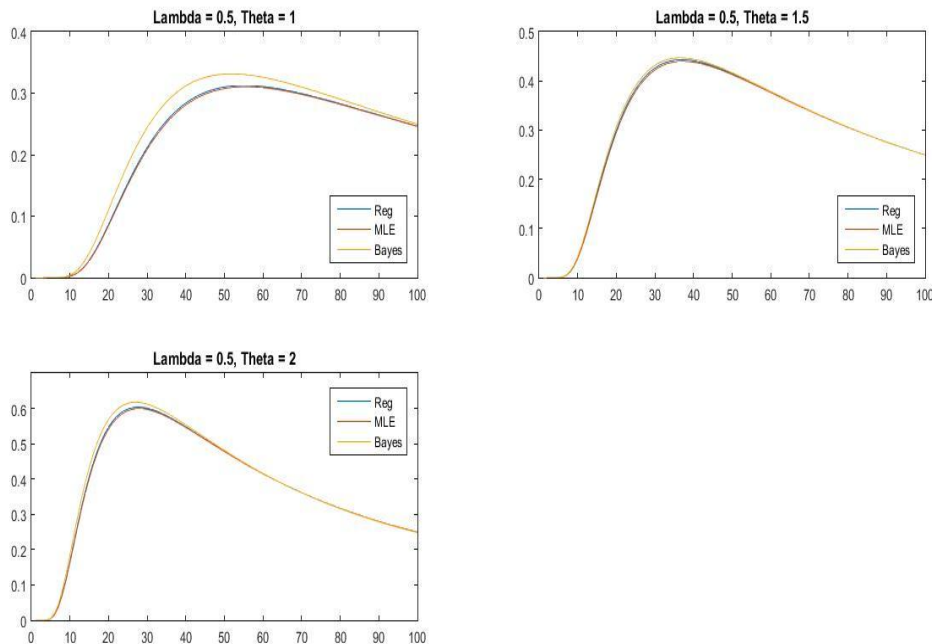 Lambda = 0.5, Theta = 1
0.4
0.3
0.2
0.1
0
0 10 20 30 40 50 60 70 80 90 100
Reg
MLE
Bayes
Lambda = 0.5, Theta = 1.5
0.5
0.4
0.3
0.2
0.1
0
0 10 20 30 40 50 60 70 80 90 100
Reg
MLE
Bayes
Lambda = 0.5, Theta = 2
0.6
0.5
0.4
0.3
0.2
0.1
0
0 10 20 30 40 50 60 70 80 90 100
Reg
MLE
Bayes